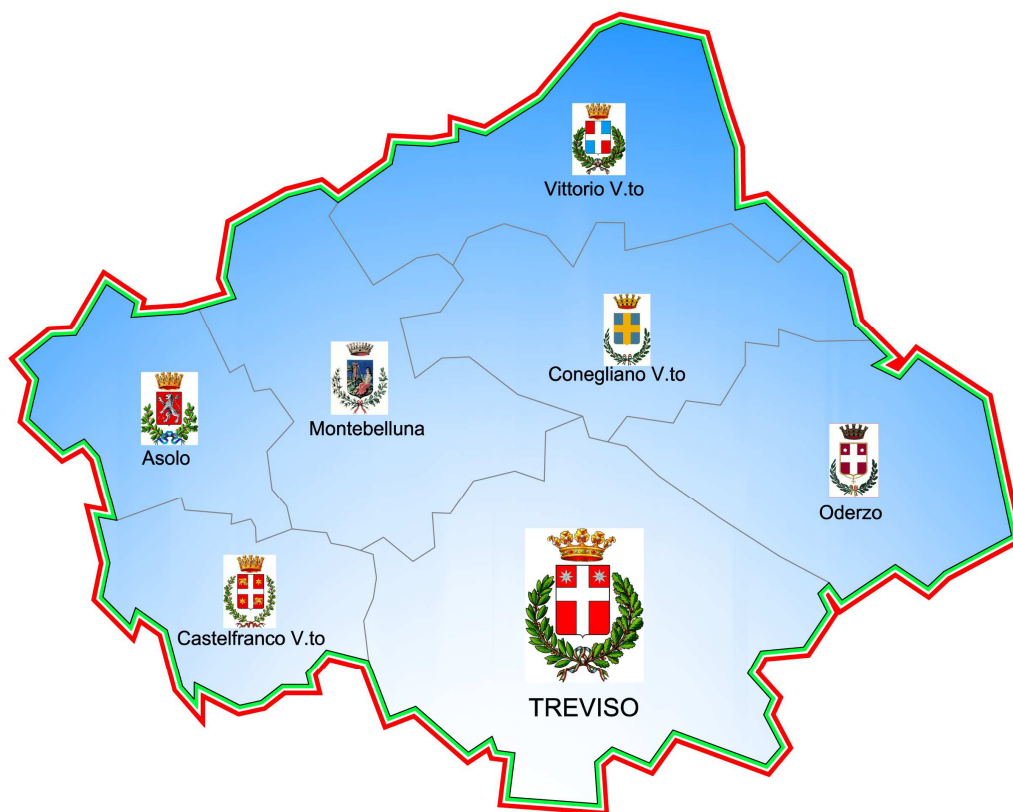 Vittorio V.to
Conegliano V.to
Montebelluna
Asolo
Oderzo
Castelfranco V.to
TREVISO